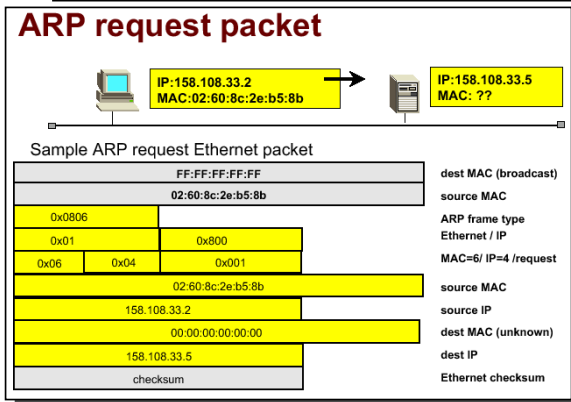 ARP request packet
IP:158.108.33.2
MAC:02:60:8c:2e:b5:8b
IP:158.108.33.5
MAC: ??
Sample ARP request Ethernet packet
FF:FF:FF:FF:FF dest MAC (broadcast)
02:60:8c:2e:b5:8b source MAC
0x0806 ARP frame type
0x01 0x800 Ethernet / IP
0x06 0x04 0x001 MAC=6/ IP=4 /request
02:60:8c:2e:b5:8b source MAC
158.108.33.2 source IP
00:00:00:00:00:00 dest MAC (unknown)
158.108.33.5 dest IP
checksum Ethernet checksum